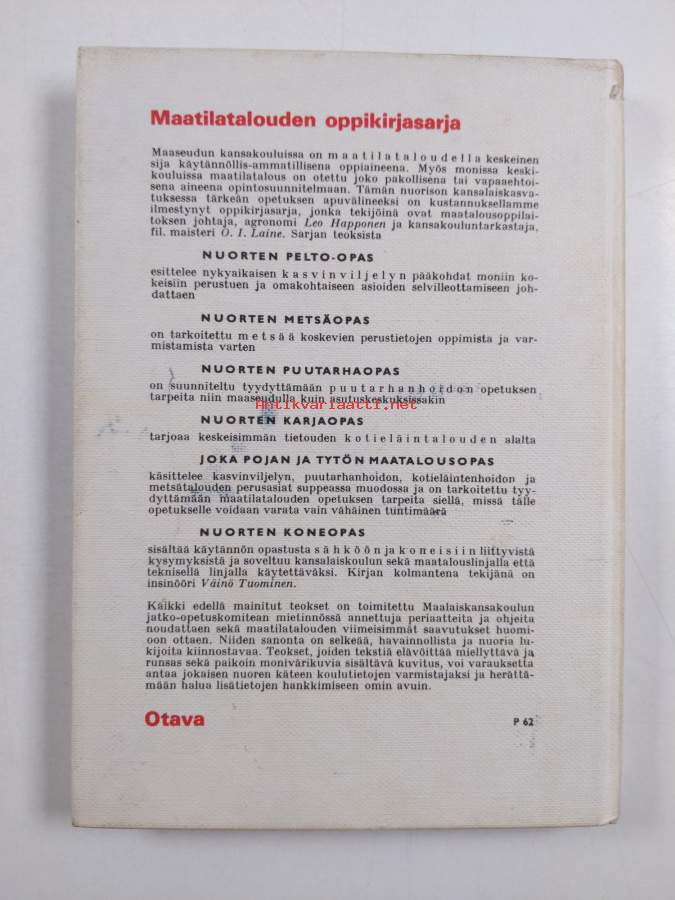 Maatilatalouden oppikirjasarja
Maaseudun kansakouluissa on maatilataloudella keskeinen
sija käytännöllis-ammatillisena oppiaineena. Myös monissa keski-
kouluissa maatilatalous on otettu joko pakollisena tai vapaaehtoi-
sena aineena opintosuunnitelmaan. Tämän nuorison kansalaiskasva-
tuksessa tärkeän opetuksen apuvälineeksi on kustannuksellamme
ilmestynyt oppikirjasarja, jonka tekijöinä ovat maatalousoppilai-
toksen johtaja, agronomi Leo Happonen ja kansakouluntarkastaja,
fil. maisteri O. I. Laine. Sarjan teoksista
NUORTEN PELTO-OPAS
esittelee nykyaikaisen kasvinviljelyn pääkohdat moniin ko-
keisiin perustuen ja omakohtaiseen asioiden selvilleottamiseen joh-
dattaen
NUORTEN METSÄOPAS
on tarkoitettu metsää koskevien perustietojen oppimista ja var-
mistamista varten
NUORTEN PUUTARHAOPAS
on suunniteltu tyydyttämään puutarhanhoidon opetuksen
tarpeita niin maaseudulla kuin asutuskeskuksissakin
antikvariaatti.net
NUORTEN KARJAOPAS
tarjoaa keskeisimmän tietouden kotieläintalouden alalta
JOKA POJAN JA TYTÖN MAATALOUSOPAS
käsittelee kasvinviljelyn, puutarhanhoidon, kotieläintenhoidon ja
metsätalouden perusasiat suppeassa muodossa ja on tarkoitettu tyy-
dyttämään maatilatalouden opetuksen tarpeita siellä, missä tälle
opetukselle voidaan varata vain vähäinen tuntimäärä
NUORTEN KONEOPAS
sisältää käytännön opastusta sähköön ja koneisiin liittyvistä
kysymyksistä ja soveltuu kansalaiskoulun sekä maatalouslinjalla että
teknisellä linjalla käytettäväksi. Kirjan kolmantena tekijänä on
insinööri Väinö Tuominen.
Kaikki edellä mainitut teokset on toimitettu Maalaiskansakoulun
jatko-opetuskomitean mietinnössä annettuja periaatteita ja ohjeita
noudattaen sekä maatilatalouden viimeisimmät saavutukset huomi-
oon ottaen. Niiden sanonta on selkeää, havainnollista ja nuoria lu-
kijoita kiinnostavaa. Teokset, joiden tekstiä elävöittää miellyttävä ja
runsas sekä paikoin monivärikuvia sisältävä kuvitus, voi varauksetta
antaa jokaisen nuoren käteen koulutietojen varmistajaksi ja herättä-
mään halua lisätietojen hankkimiseen omin avuin.
Otava
P 62